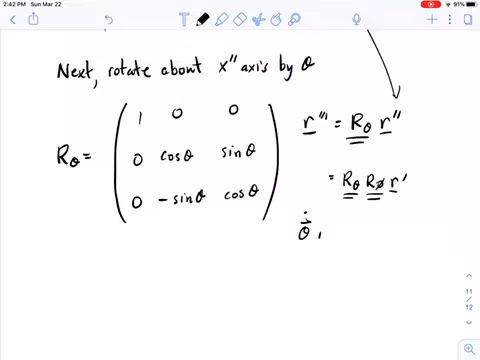 2:42 PM Sun Mar 22
91%
Next, rotate about x'' axis by θ
R_θ = ( 1 0 0
0 cosθ sinθ
0 -sinθ cosθ )
r''' = R_θ r''
= R_θ R_ø r'
θ̇
11 / 12